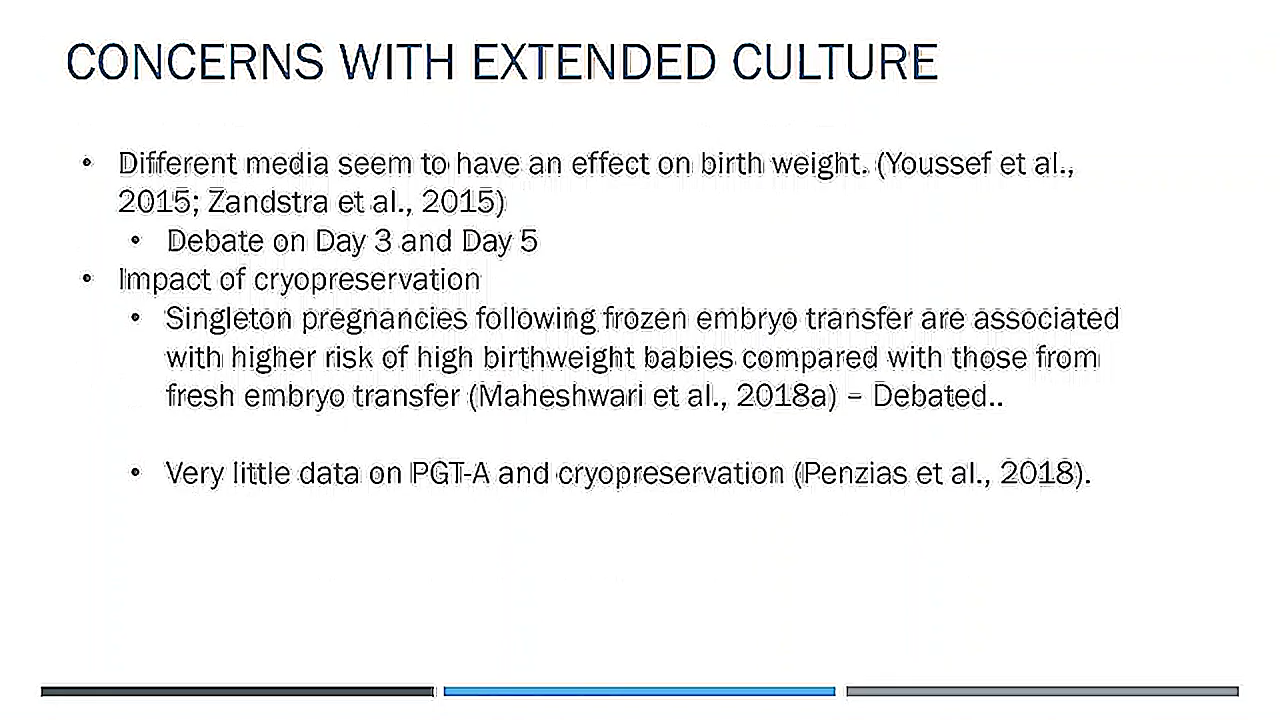 CONCERNS WITH EXTENDED CULTURE
• Different media seem to have an effect on birth weight. (Youssef et al.,
2015; Zandstra et al., 2015)
• Debate on Day 3 and Day 5
• Impact of cryopreservation
• Singleton pregnancies following frozen embryo transfer are associated
with higher risk of high birthweight babies compared with those from
fresh embryo transfer (Maheshwari et al., 2018a) – Debated..
• Very little data on PGT-A and cryopreservation (Penzias et al., 2018).